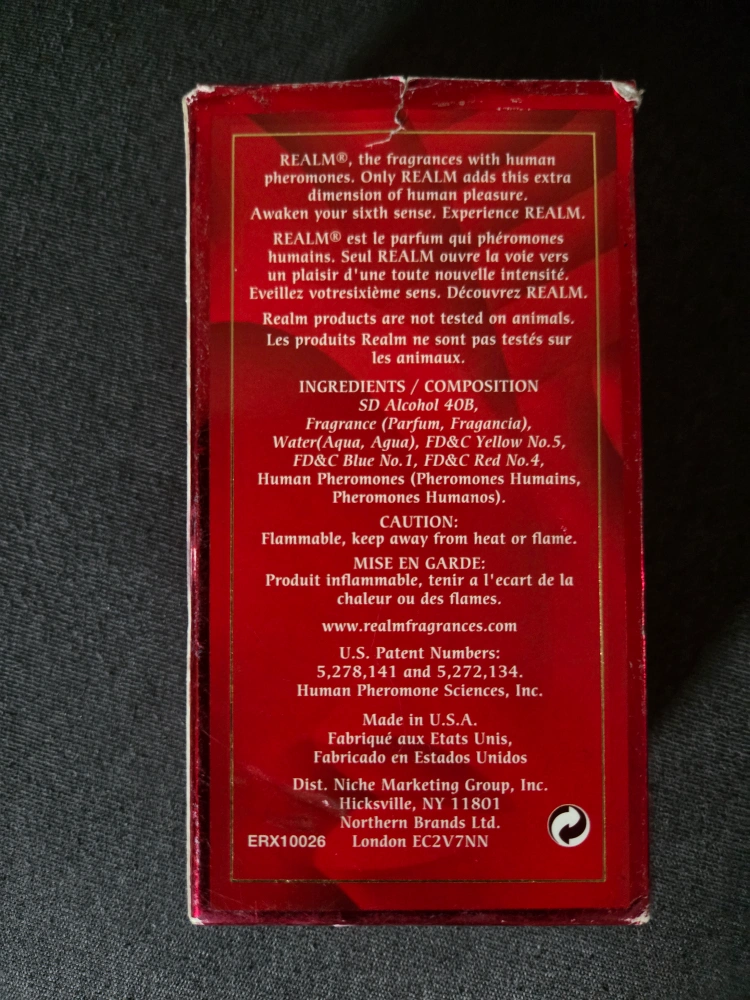 REALM®, the fragrances with human
pheromones. Only REALM adds this extra
dimension of human pleasure.
Awaken your sixth sense. Experience REALM.
REALM® est le parfum qui phéromones
humains. Seul REALM ouvre la voie vers
un plaisir d'une toute nouvelle intensité.
Eveillez votresixième sens. Découvrez REALM.
Realm products are not tested on animals.
Les produits Realm ne sont pas testés sur
les animaux.
INGREDIENTS / COMPOSITION
SD Alcohol 40B,
Fragrance (Parfum, Fragancia),
Water(Aqua, Agua), FD&C Yellow No.5,
FD&C Blue No.1, FD&C Red No.4,
Human Pheromones (Pheromones Humains,
Pheromones Humanos).
CAUTION:
Flammable, keep away from heat or flame.
MISE EN GARDE:
Produit inflammable, tenir a l'ecart de la
chaleur ou des flames.
www.realmfragrances.com
U.S. Patent Numbers:
5,278,141 and 5,272,134.
Human Pheromone Sciences, Inc.
Made in U.S.A.
Fabriqué aux Etats Unis,
Fabricado en Estados Unidos
Dist. Niche Marketing Group, Inc.
Hicksville, NY 11801
Northern Brands Ltd.
ERX10026 London EC2V7NN